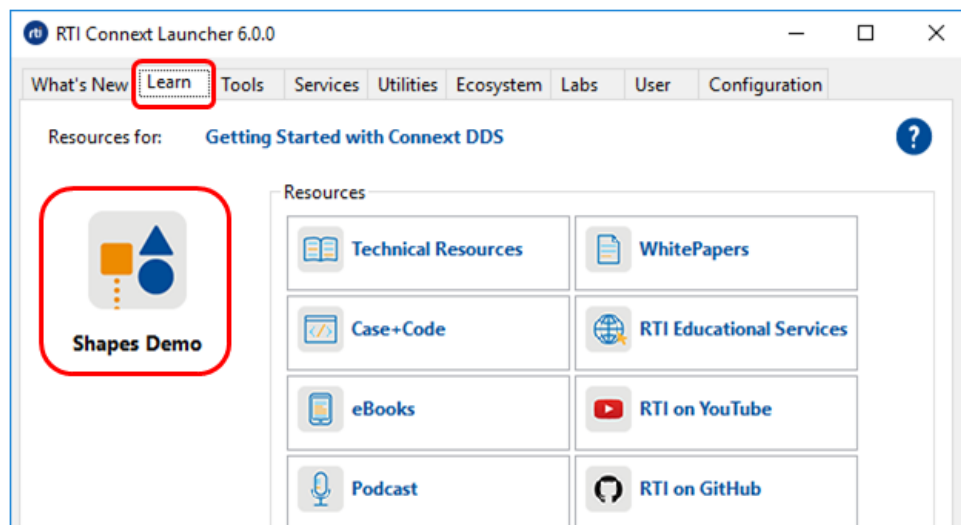 rti RTI Connext Launcher 6.0.0
What's New Learn Tools Services Utilities Ecosystem Labs User Configuration
Resources for: Getting Started with Connext DDS ?
Resources
Technical Resources WhitePapers
Case+Code RTI Educational Services
Shapes Demo
eBooks RTI on YouTube
Podcast RTI on GitHub